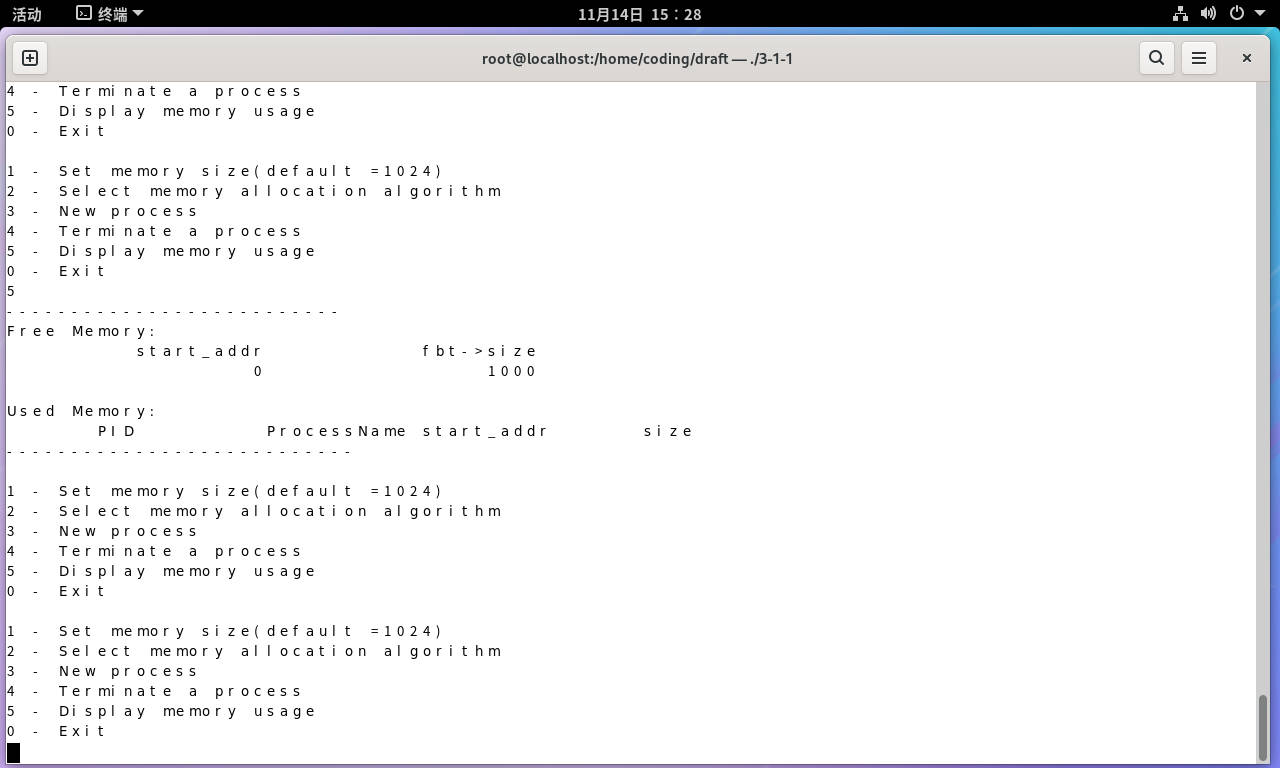 活动 终端 11月14日 15：28
root@localhost:/home/coding/draft — ./3-1-1
4 - Terminate a process
5 - Display memory usage
0 - Exit
1 - Set memory size(default =1024)
2 - Select memory allocation algorithm
3 - New process
4 - Terminate a process
5 - Display memory usage
0 - Exit
5
--------------------------
Free Memory:
start_addr fbt->size
0 1000
Used Memory:
PID ProcessName start_addr size
---------------------------
1 - Set memory size(default =1024)
2 - Select memory allocation algorithm
3 - New process
4 - Terminate a process
5 - Display memory usage
0 - Exit
1 - Set memory size(default =1024)
2 - Select memory allocation algorithm
3 - New process
4 - Terminate a process
5 - Display memory usage
0 - Exit